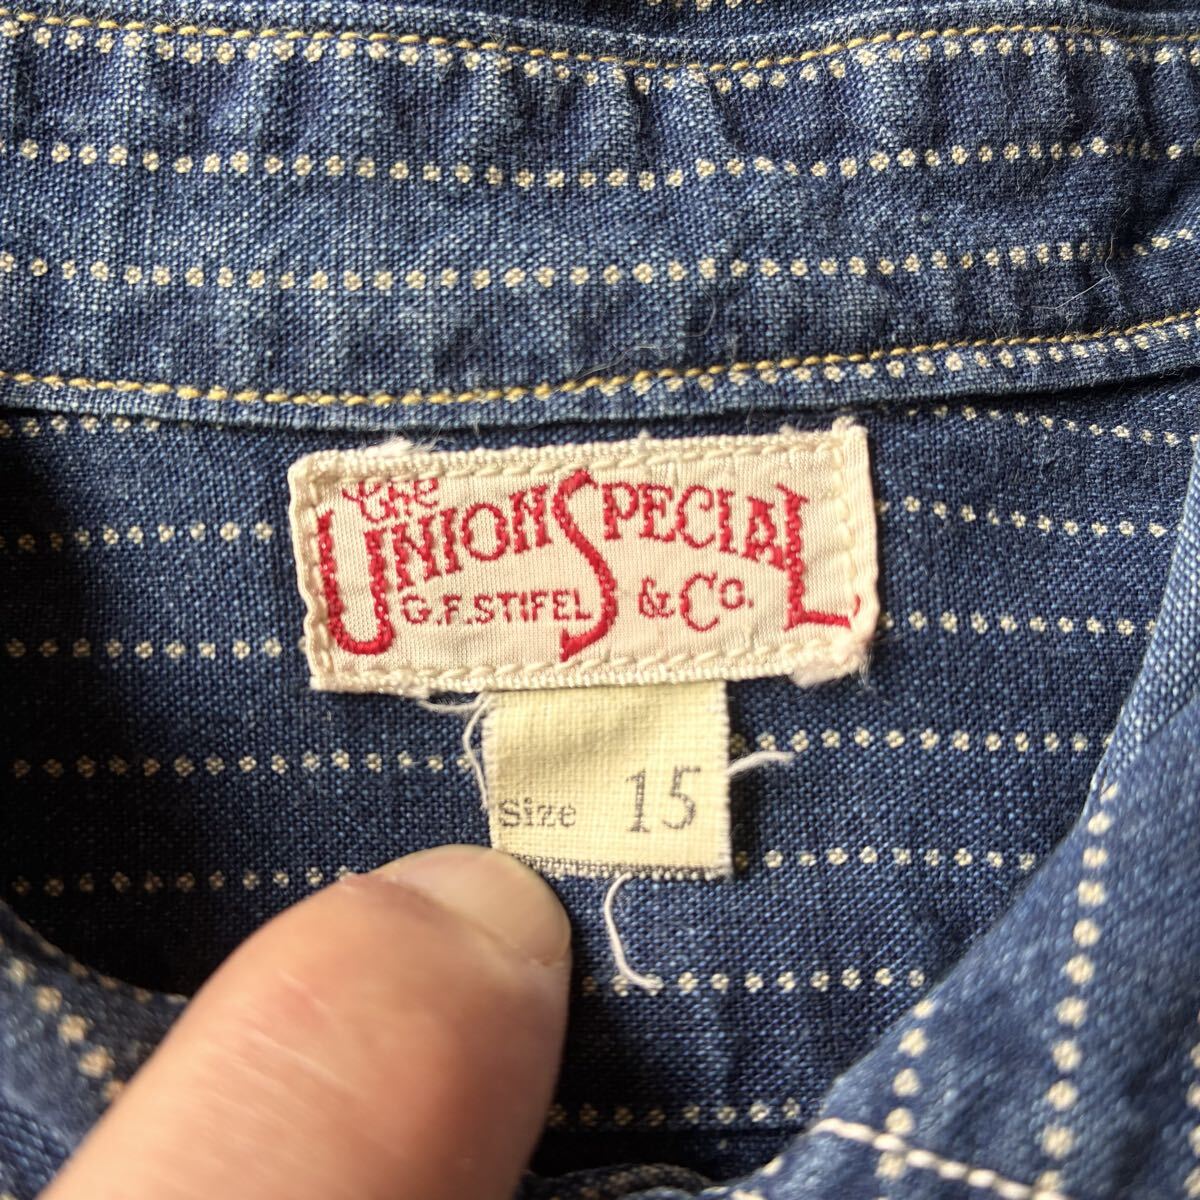 The
UNION SPECIAL
G.F. STIFEL & Co.
Size 15